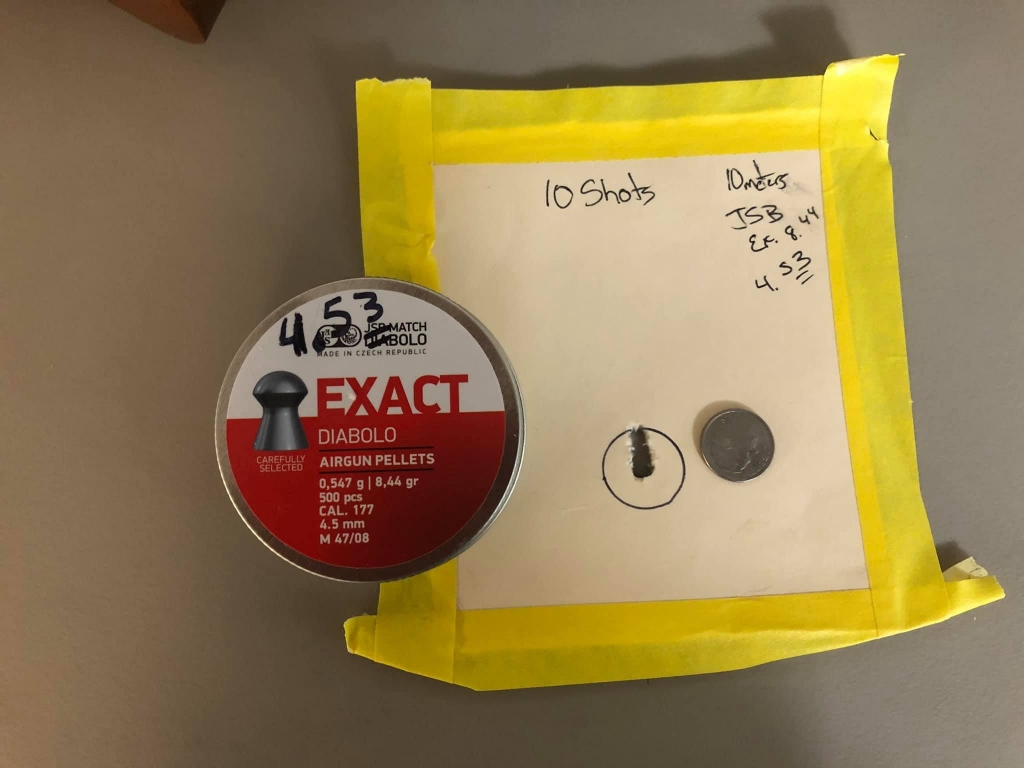 4.53
JSB MATCH
DIABOLO
MADE IN CZECH REPUBLIC
EXACT
DIABOLO
CAREFULLY
SELECTED
AIRGUN PELLETS
0,547 g | 8,44 gr
500 pcs
CAL. 177
4.5 mm
M 47/08
10 Shots
10 meters
JSB
Ex. 8.44
4.53